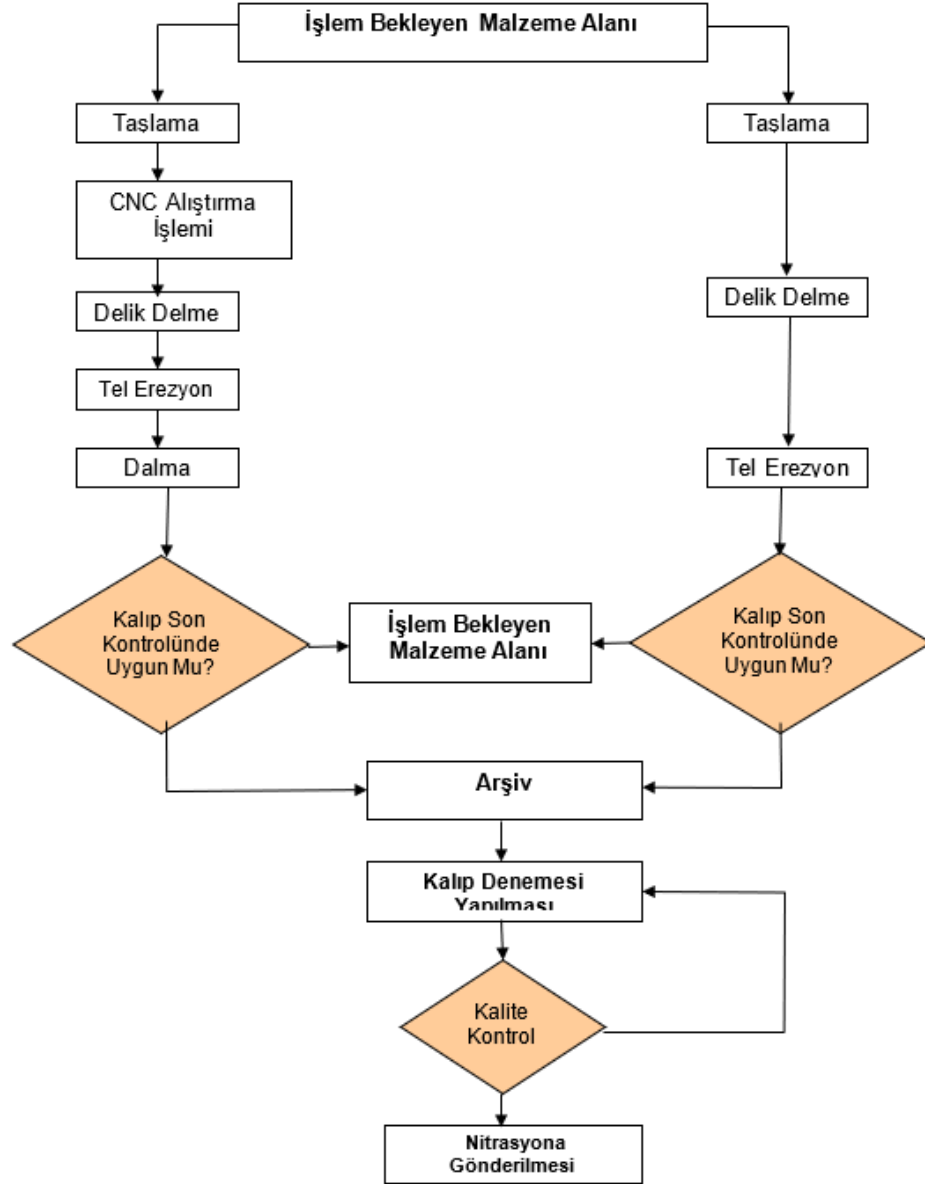 İşlem Bekleyen Malzeme Alanı
Taşlama
Taşlama
CNC Alıştırma
İşlemi
Delik Delme
Delik Delme
Tel Erezyon
Dalma
Tel Erezyon
Kalıp Son
Kontrolünde
Uygun Mu?
İşlem Bekleyen
Malzeme Alanı
Kalıp Son
Kontrolünde
Uygun Mu?
Arşiv
Kalıp Denemesi
Yapılması
Kalite
Kontrol
Nitrasyona
Gönderilmesi